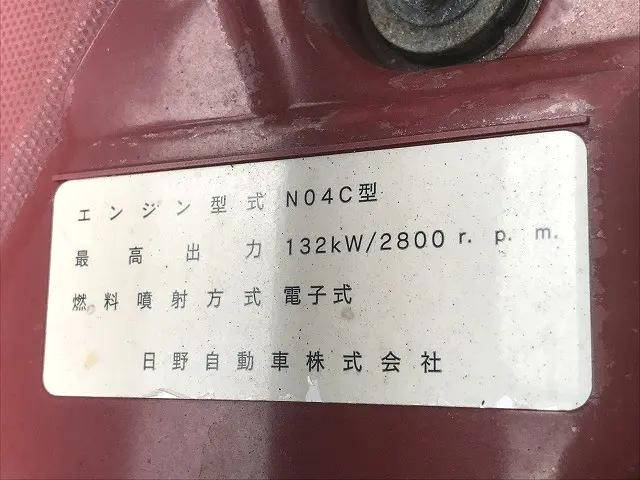 エンジン型式 N04C型
最高出力 132kW/2800 r.p.m.
燃料噴射方式 電子式
日野自動車株式会社